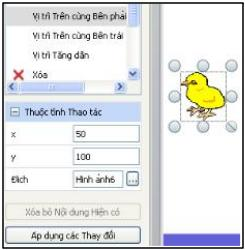 Vị trí Trên cùng Bên phải
Vị trí Trên cùng Bên trái
Vị trí Tăng dần
Xóa
Thuộc tính Thao tác
x 50
y 100
Đích Hình ảnh6 ...
Xóa bỏ Nội dung Hiện có
Áp dụng các Thay đổi